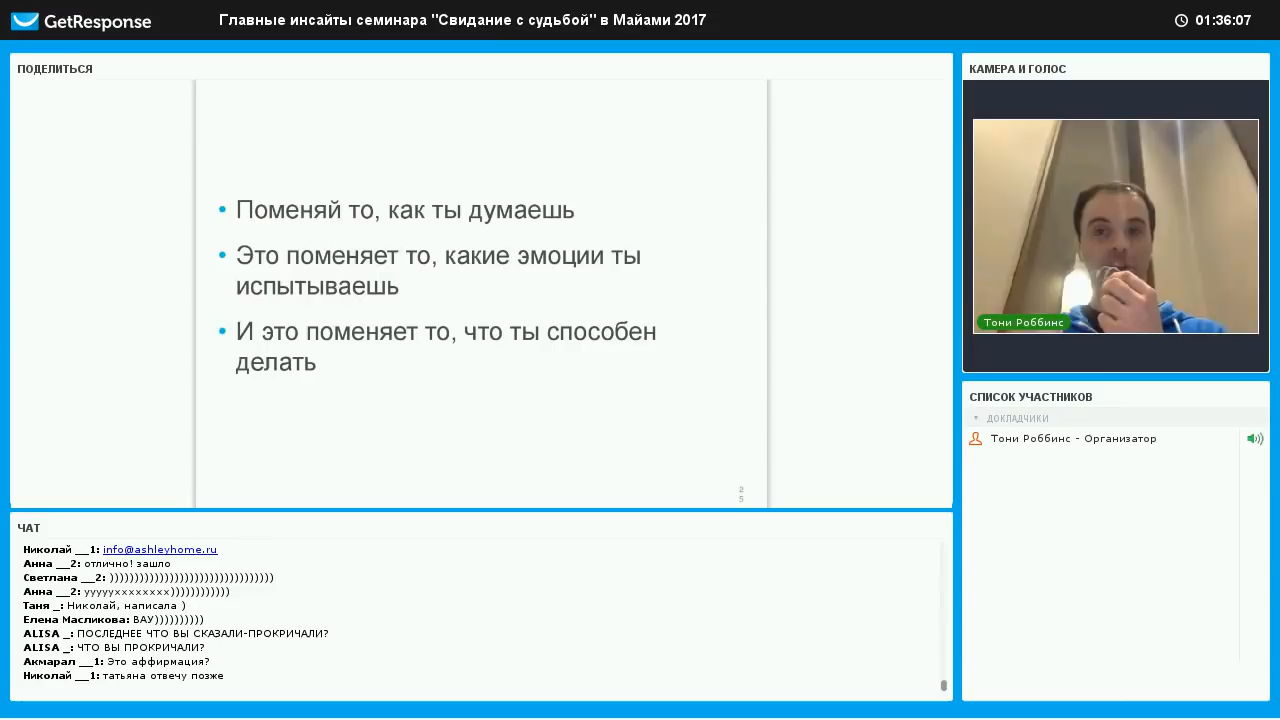 GetResponse
Главные инсайты семинара "Свидание с судьбой" в Майами 2017
01:36:07
ПОДЕЛИТЬСЯ
• Поменяй то, как ты думаешь
• Это поменяет то, какие эмоции ты
испытываешь
• И это поменяет то, что ты способен
делать
2
5
КАМЕРА И ГОЛОС
Тони Роббинс
СПИСОК УЧАСТНИКОВ
ДОКЛАДЧИКИ
Тони Роббинс - Организатор
ЧАТ
Николай __1: info@ashleyhome.ru
Анна __2: отлично! зашло
Светлана __2: )))))))))))))))))))))))))))))))))
Анна __2: yyyyyxxxxxxxx))))))))))))
Таня _: Николай, написала )
Елена Масликова: ВАУ))))))))))
ALISA _: ПОСЛЕДНЕЕ ЧТО ВЫ СКАЗАЛИ-ПРОКРИЧАЛИ?
ALISA _: ЧТО ВЫ ПРОКРИЧАЛИ?
Акмарал __1: Это аффирмация?
Николай __1: татьяна отвечу позже